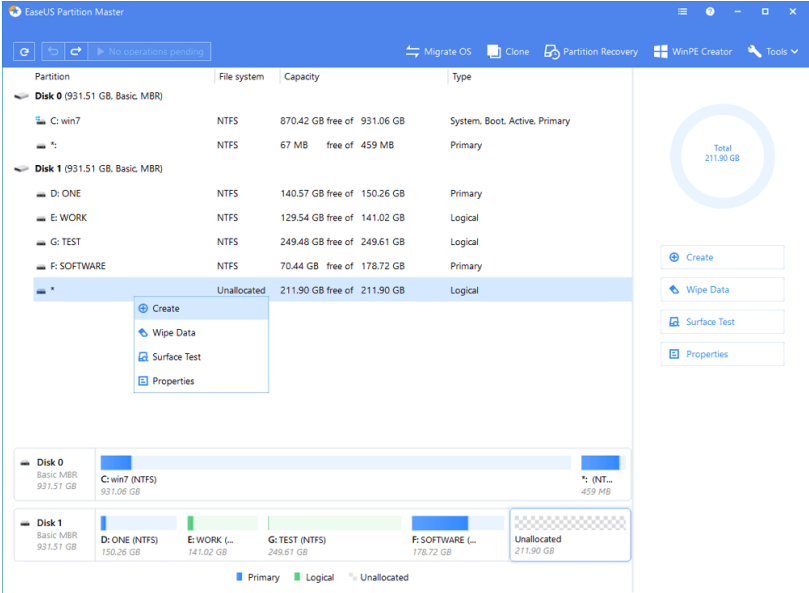 EaseUS Partition Master
No operations pending
Migrate OS Clone Partition Recovery WinPE Creator Tools
Partition File system Capacity Type
Disk 0 (931.51 GB, Basic, MBR)
C: win7 NTFS 870.42 GB free of 931.06 GB System, Boot, Active, Primary
*: NTFS 67 MB free of 459 MB Primary
Disk 1 (931.51 GB, Basic, MBR)
D: ONE NTFS 140.57 GB free of 150.26 GB Primary
E: WORK NTFS 129.54 GB free of 141.02 GB Logical
G: TEST NTFS 249.48 GB free of 249.61 GB Logical
F: SOFTWARE NTFS 70.44 GB free of 178.72 GB Primary
* Unallocated 211.90 GB free of 211.90 GB Logical
Create
Wipe Data
Surface Test
Properties
Total
211.90 GB
Create
Wipe Data
Surface Test
Properties
Disk 0
Basic MBR
931.51 GB
C: win7 (NTFS)
931.06 GB
*: (NT...
459 MB
Disk 1
Basic MBR
931.51 GB
D: ONE (NTFS)
150.26 GB
E: WORK (...
141.02 GB
G: TEST (NTFS)
249.61 GB
F: SOFTWARE (...
178.72 GB
Unallocated
211.90 GB
Primary Logical Unallocated